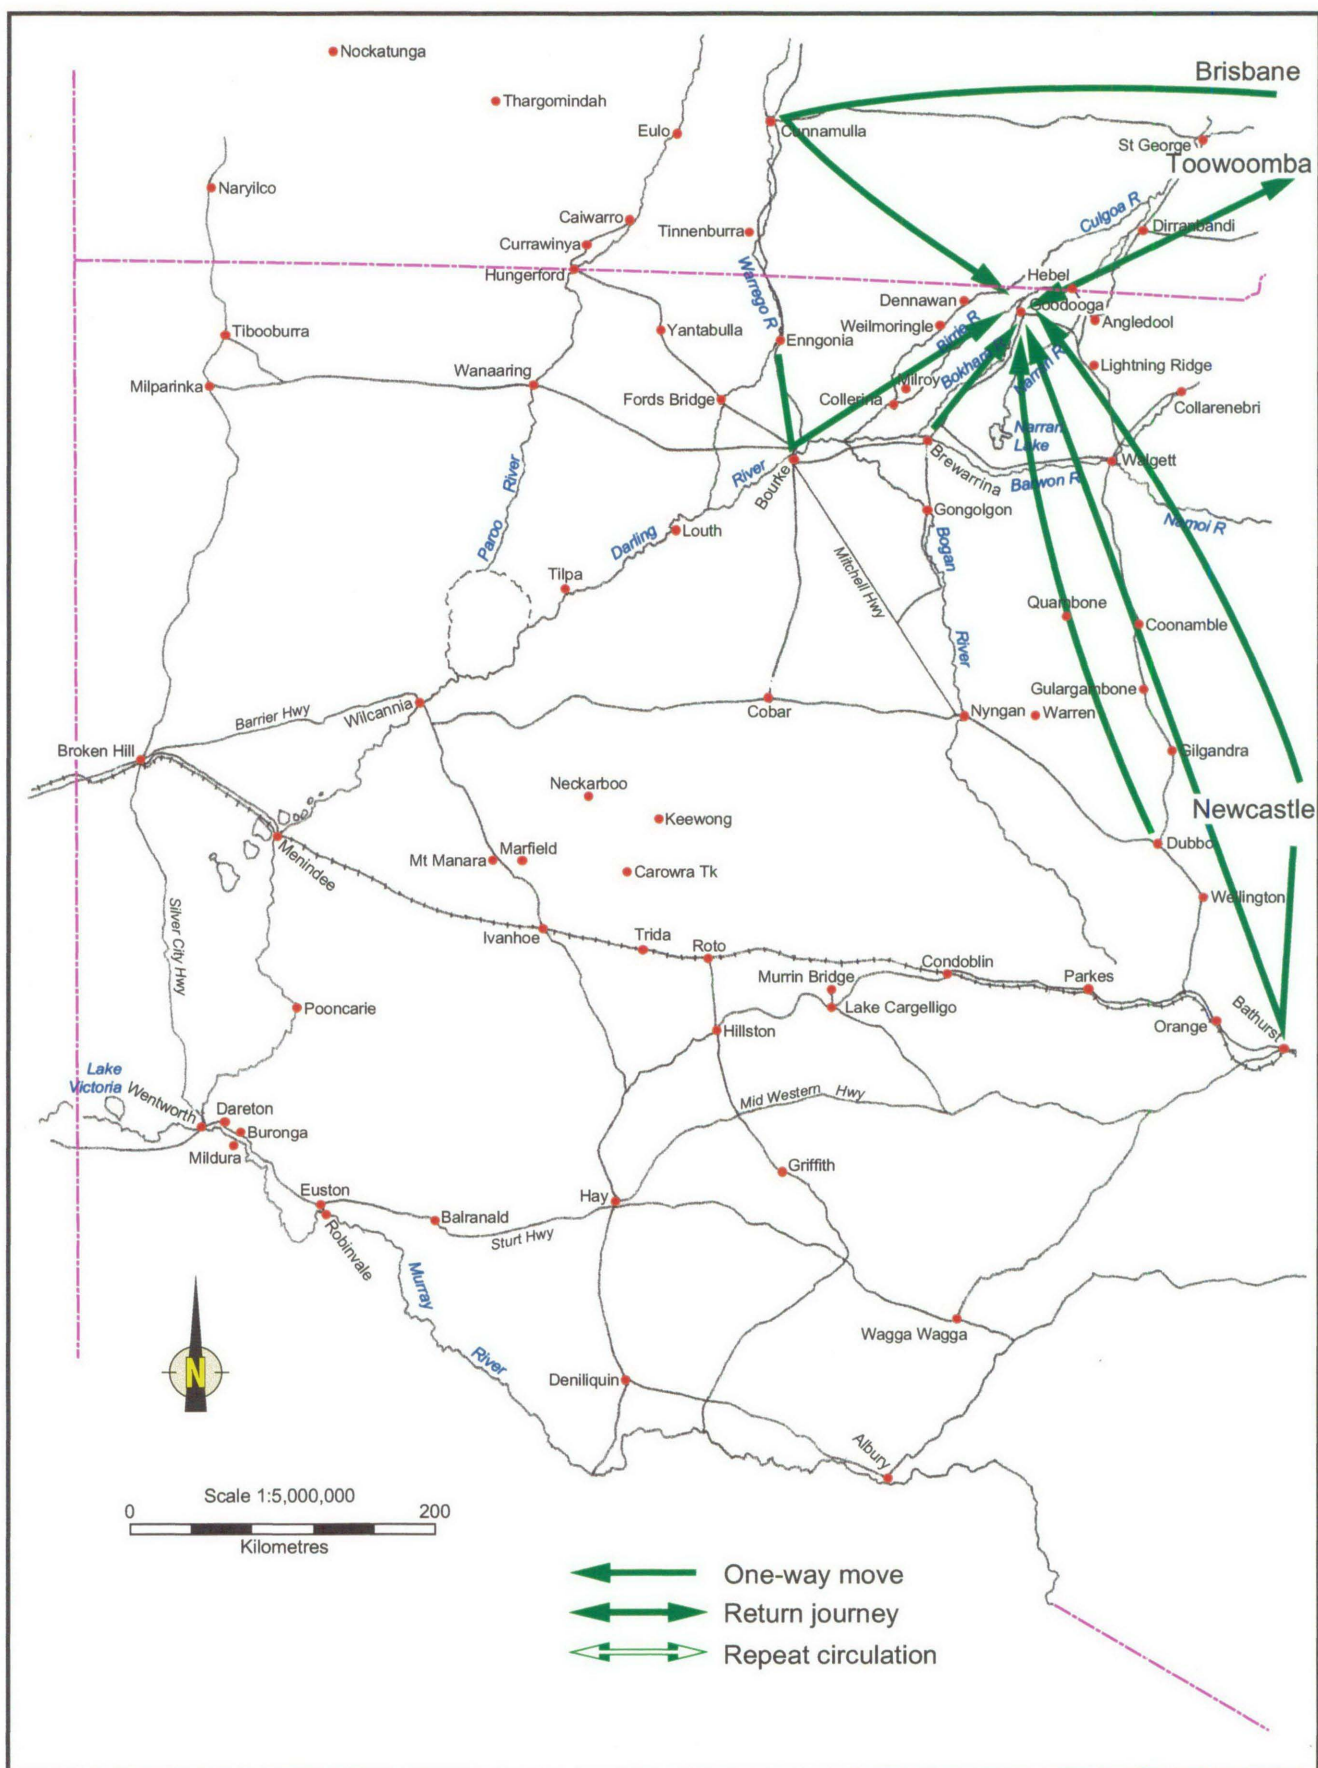 Nockatunga
Brisbane
Thargomindah
Eulo
Cunnamulla
St George
Toowoomba
Naryilco
Culgoa R
Caiwarro
Tinnenburra
Dirranbandi
Currawinya
Hungerford
Warrego R
Hebel
Dennawan
Goodooga
Tibooburra
Yantabulla
Weilmoringle
Birrie R
Angledool
Enngonia
Bokhara R
Narran R
Lightning Ridge
Wanaaring
Milparinka
Milroy
Fords Bridge
Collerina
Collarenebri
Narran
Lake
Walgett
Brewarrina
Barwon R
River
Bourke
Paroo River
Gongolgon
Namoi R
Darling
Louth
Bogan
Mitchell Hwy
Tilpa
Quambone
Coonamble
River
Gulargambone
Wilcannia
Barrier Hwy
Cobar
Nyngan
Warren
Broken Hill
Gilgandra
Neckarboo
Newcastle
Keewong
Menindee
Mt Manara
Marfield
Carowra Tk
Dubbo
Wellington
Silver City Hwy
Ivanhoe
Trida
Roto
Condoblin
Murrin Bridge
Parkes
Pooncarie
Lake Cargelligo
Bathurst
Orange
Hillston
Lake
Victoria
Wentworth
Mid Western Hwy
Dareton
Buronga
Mildura
Griffith
Euston
Hay
Balranald
Robinvale
Sturt Hwy
Murray
River
Wagga Wagga
N
Deniliquin
Albury
Scale 1:5,000,000
0 200
Kilometres
One-way move
Return journey
Repeat circulation